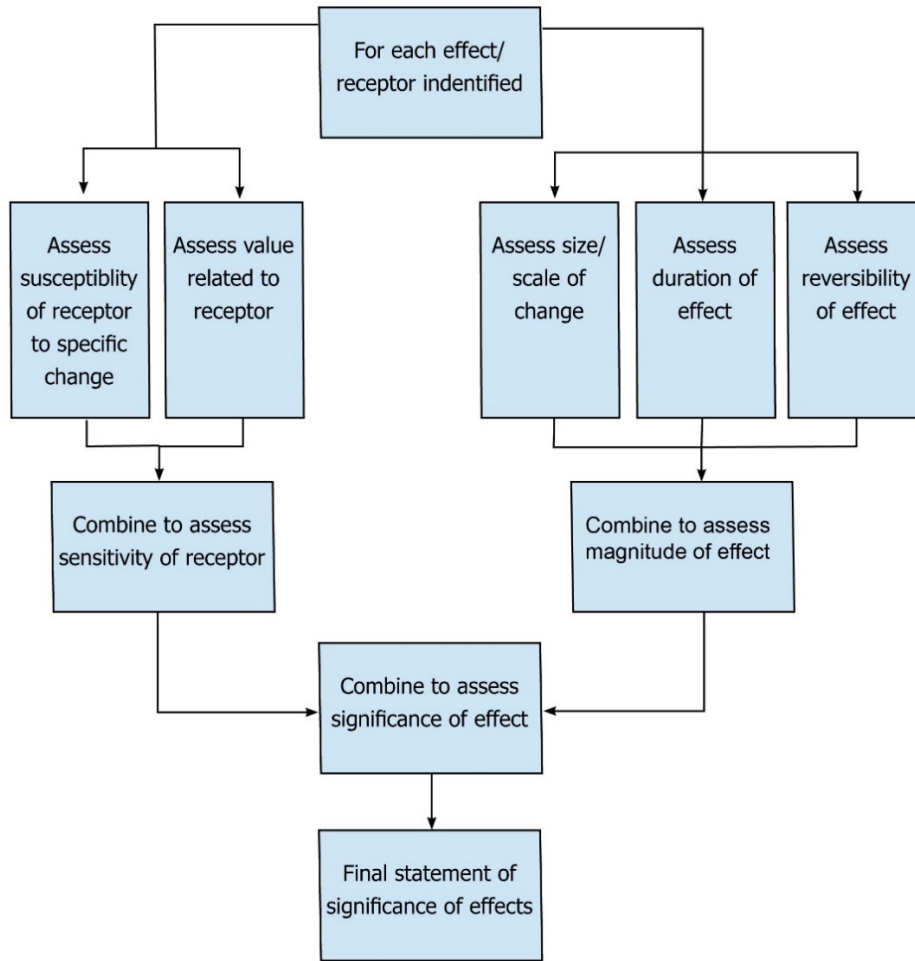 For each effect/
receptor indentified
Assess
susceptiblity
of receptor
to specific
change
Assess value
related to
receptor
Assess size/
scale of
change
Assess
duration of
effect
Assess
reversibility
of effect
Combine to assess
sensitivity of receptor
Combine to assess
magnitude of effect
Combine to assess
significance of effect
Final statement of
significance of effects